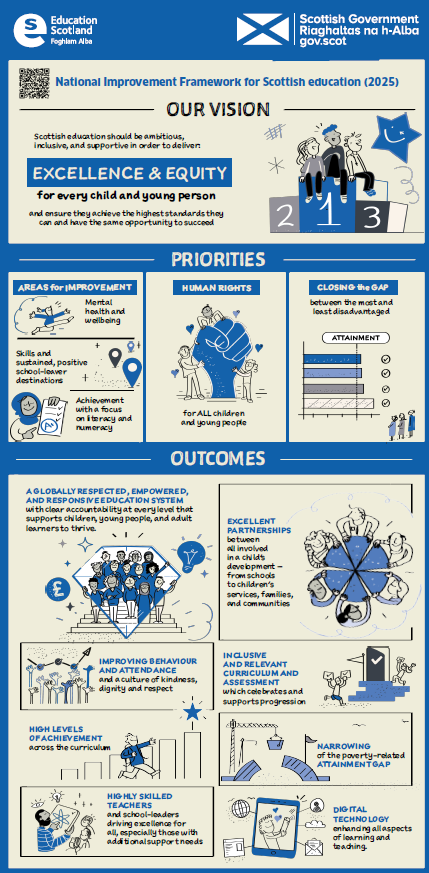 Education
Scotland
Foghlam Alba
Scottish Government
Riaghaltas na h-Alba
gov.scot
National Improvement Framework for Scottish education (2025)
OUR VISION
Scottish education should be ambitious,
inclusive, and supportive in order to deliver:
EXCELLENCE & EQUITY
for every child and young person
and ensure they achieve the highest standards they
can and have the same opportunity to succeed
2 1 3
PRIORITIES
AREAS for IMPROVEMENT
Mental
health and
wellbeing
Skills and
sustained, positive
school-leaver
destinations
Achievement
with a focus
on literacy and
numeracy
A+
HUMAN RIGHTS
for ALL children
and young people
CLOSING the GAP
between the most and
least disadvantaged
ATTAINMENT
OUTCOMES
A GLOBALLY RESPECTED, EMPOWERED,
AND RESPONSIVE EDUCATION SYSTEM
with clear accountability at every level that
supports children, young people, and adult
learners to thrive.
£
EXCELLENT
PARTNERSHIPS
between
all involved
in a child's
development –
from schools
to children's
services, families,
and communities
IMPROVING BEHAVIOUR
AND ATTENDANCE
and a culture of kindness,
dignity and respect
INCLUSIVE
AND RELEVANT
CURRICULUM AND
ASSESSMENT
which celebrates and
supports progression
HIGH LEVELS
OF ACHIEVEMENT
across the curriculum
NARROWING
of the poverty-related
ATTAINMENT GAP
HIGHLY SKILLED
TEACHERS
and school-leaders
driving excellence for
all, especially those with
additional support needs
DIGITAL
TECHNOLOGY
enhancing all aspects
of learning and
teaching.